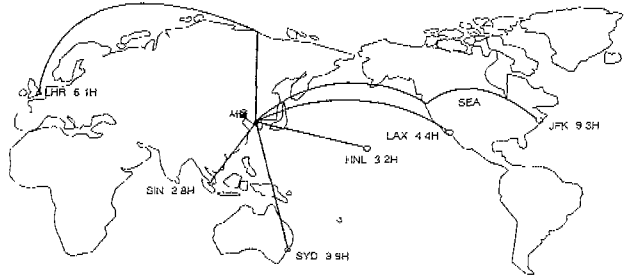 LHR 6.1H
SEA
JFK 9.3H
LAX 4.4H
HNL 3.2H
SIN 2.8H
SYD 3.9H